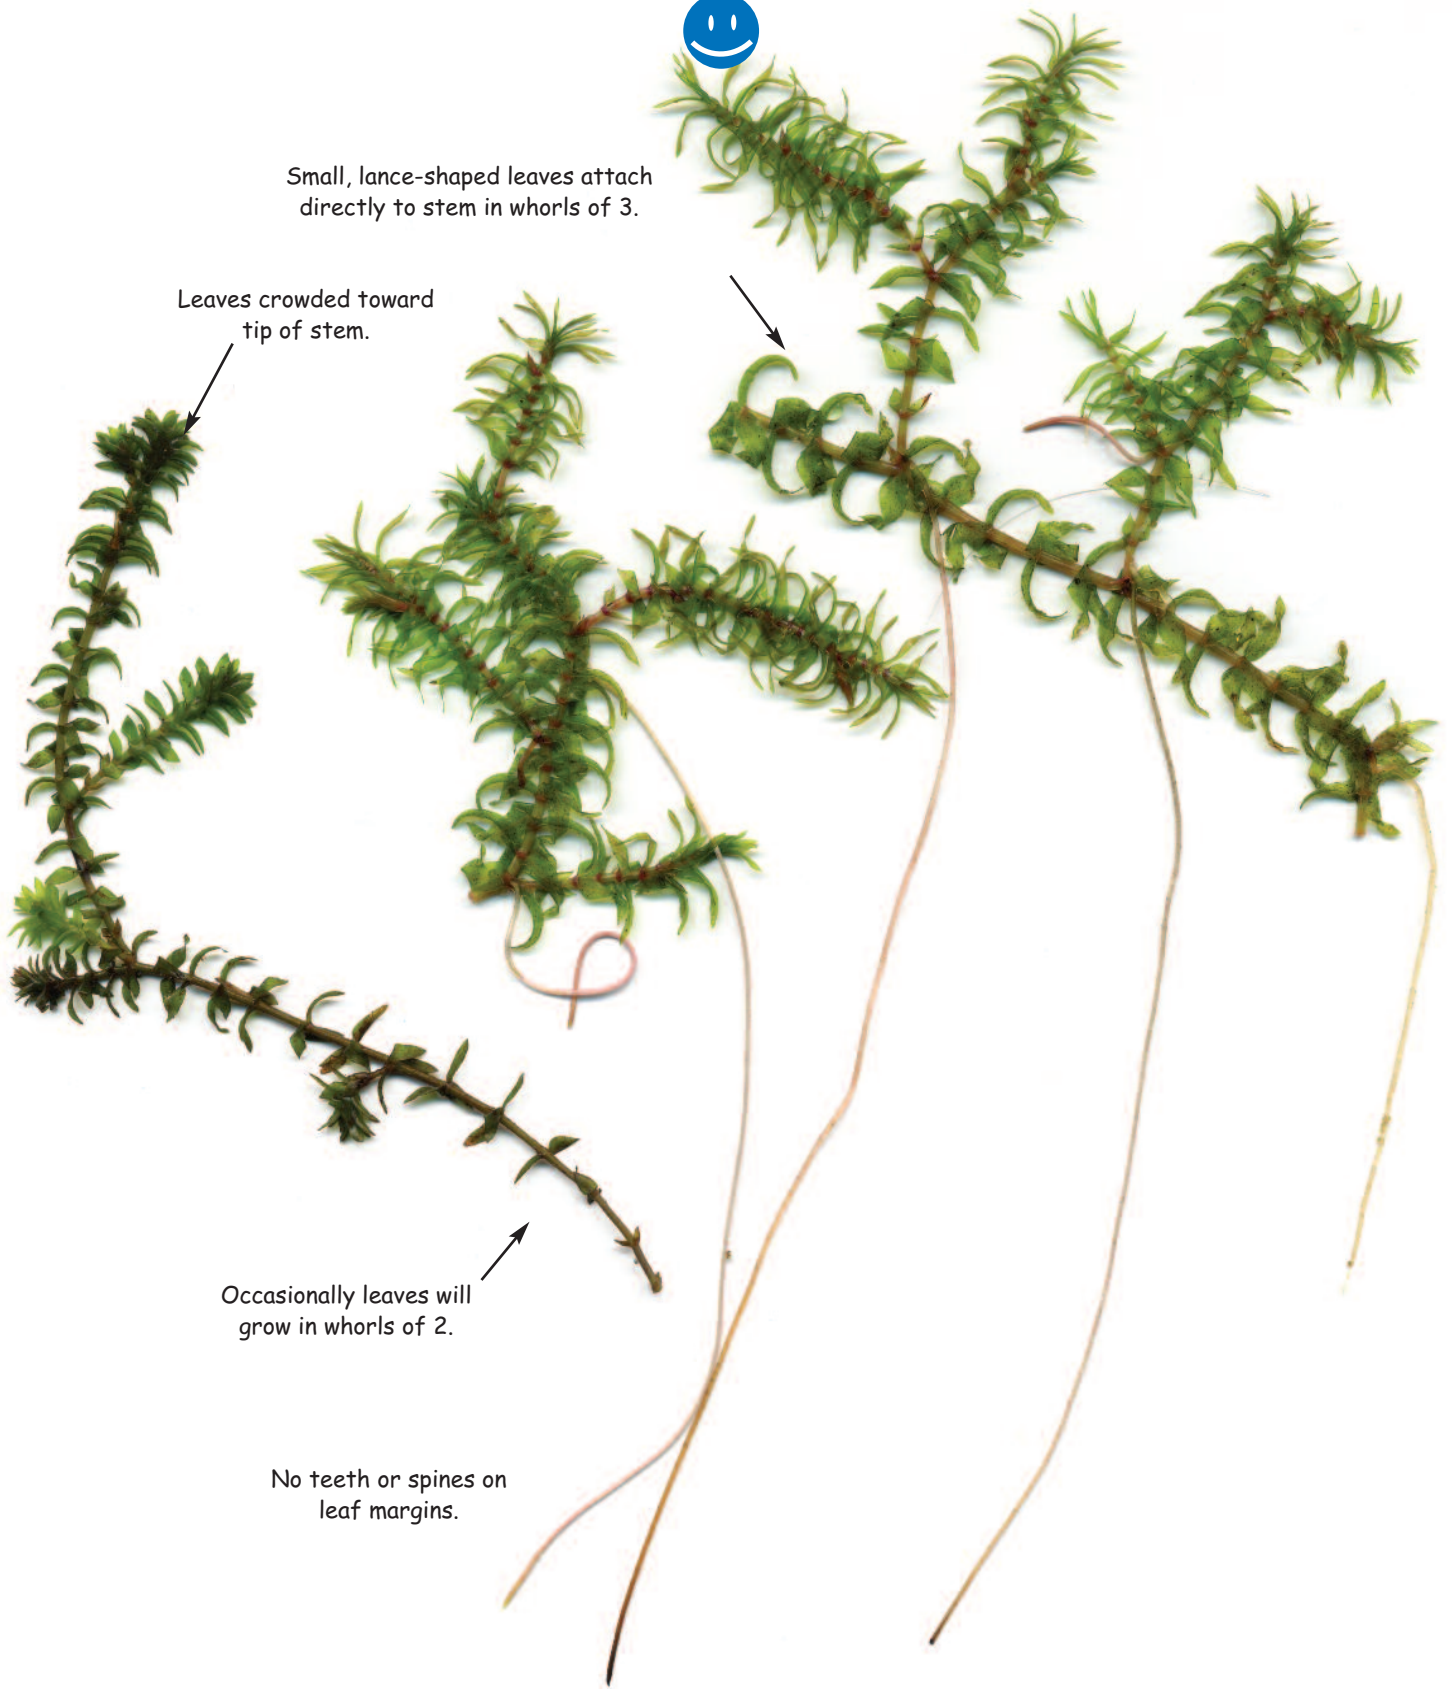 Small, lance-shaped leaves attach
directly to stem in whorls of 3.
Leaves crowded toward
tip of stem.
Occasionally leaves will
grow in whorls of 2.
No teeth or spines on
leaf margins.